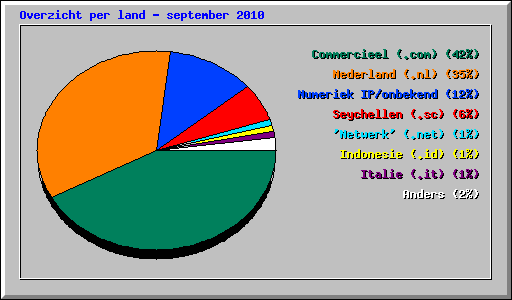 Overzicht per land - september 2010
Commercieel (.com) (42%)
Nederland (.nl) (35%)
Numeriek IP/onbekend (12%)
Seychellen (.sc) (6%)
'Netwerk' (.net) (1%)
Indonesie (.id) (1%)
Italie (.it) (1%)
Anders (2%)